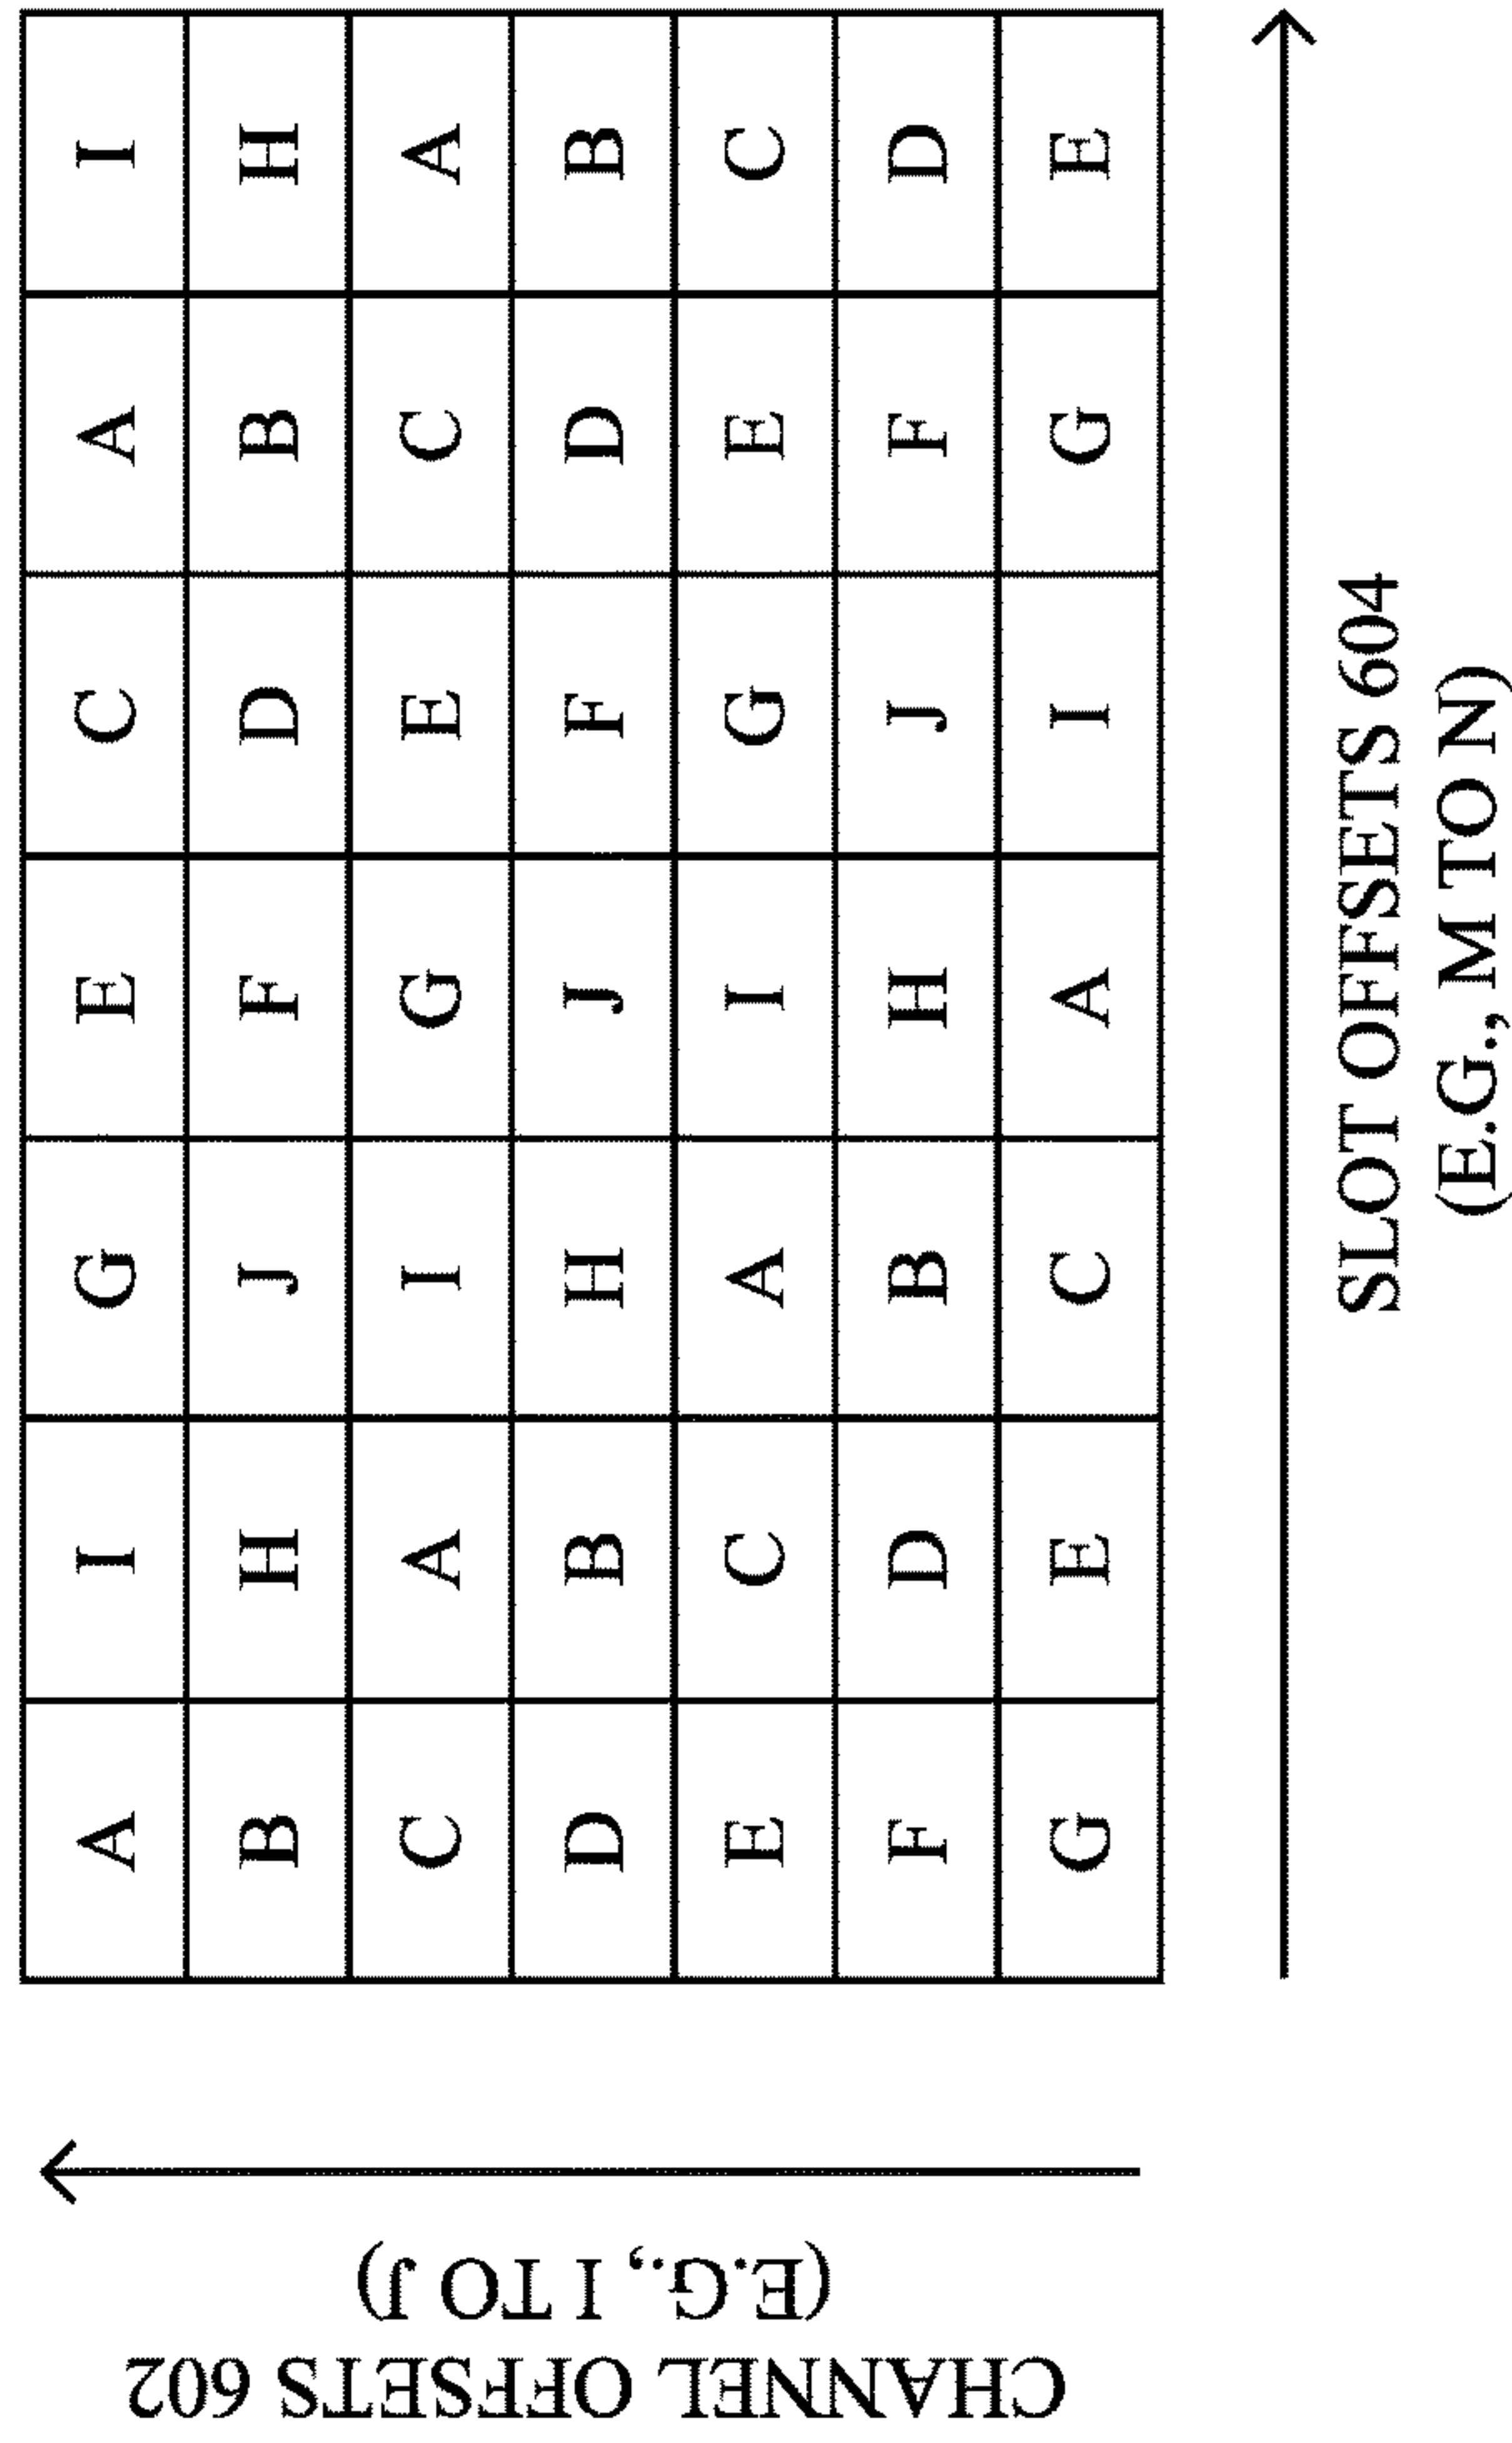 CHANNEL OFFSETS 602
(E.G., I TO J)
A I G E C A I
B H J F D B H
C A I G E C A
D B H J F D B
E C A I G E C
F D B H J F D
G E C A I G E
SLOT OFFSETS 604
(E.G., M TO N)